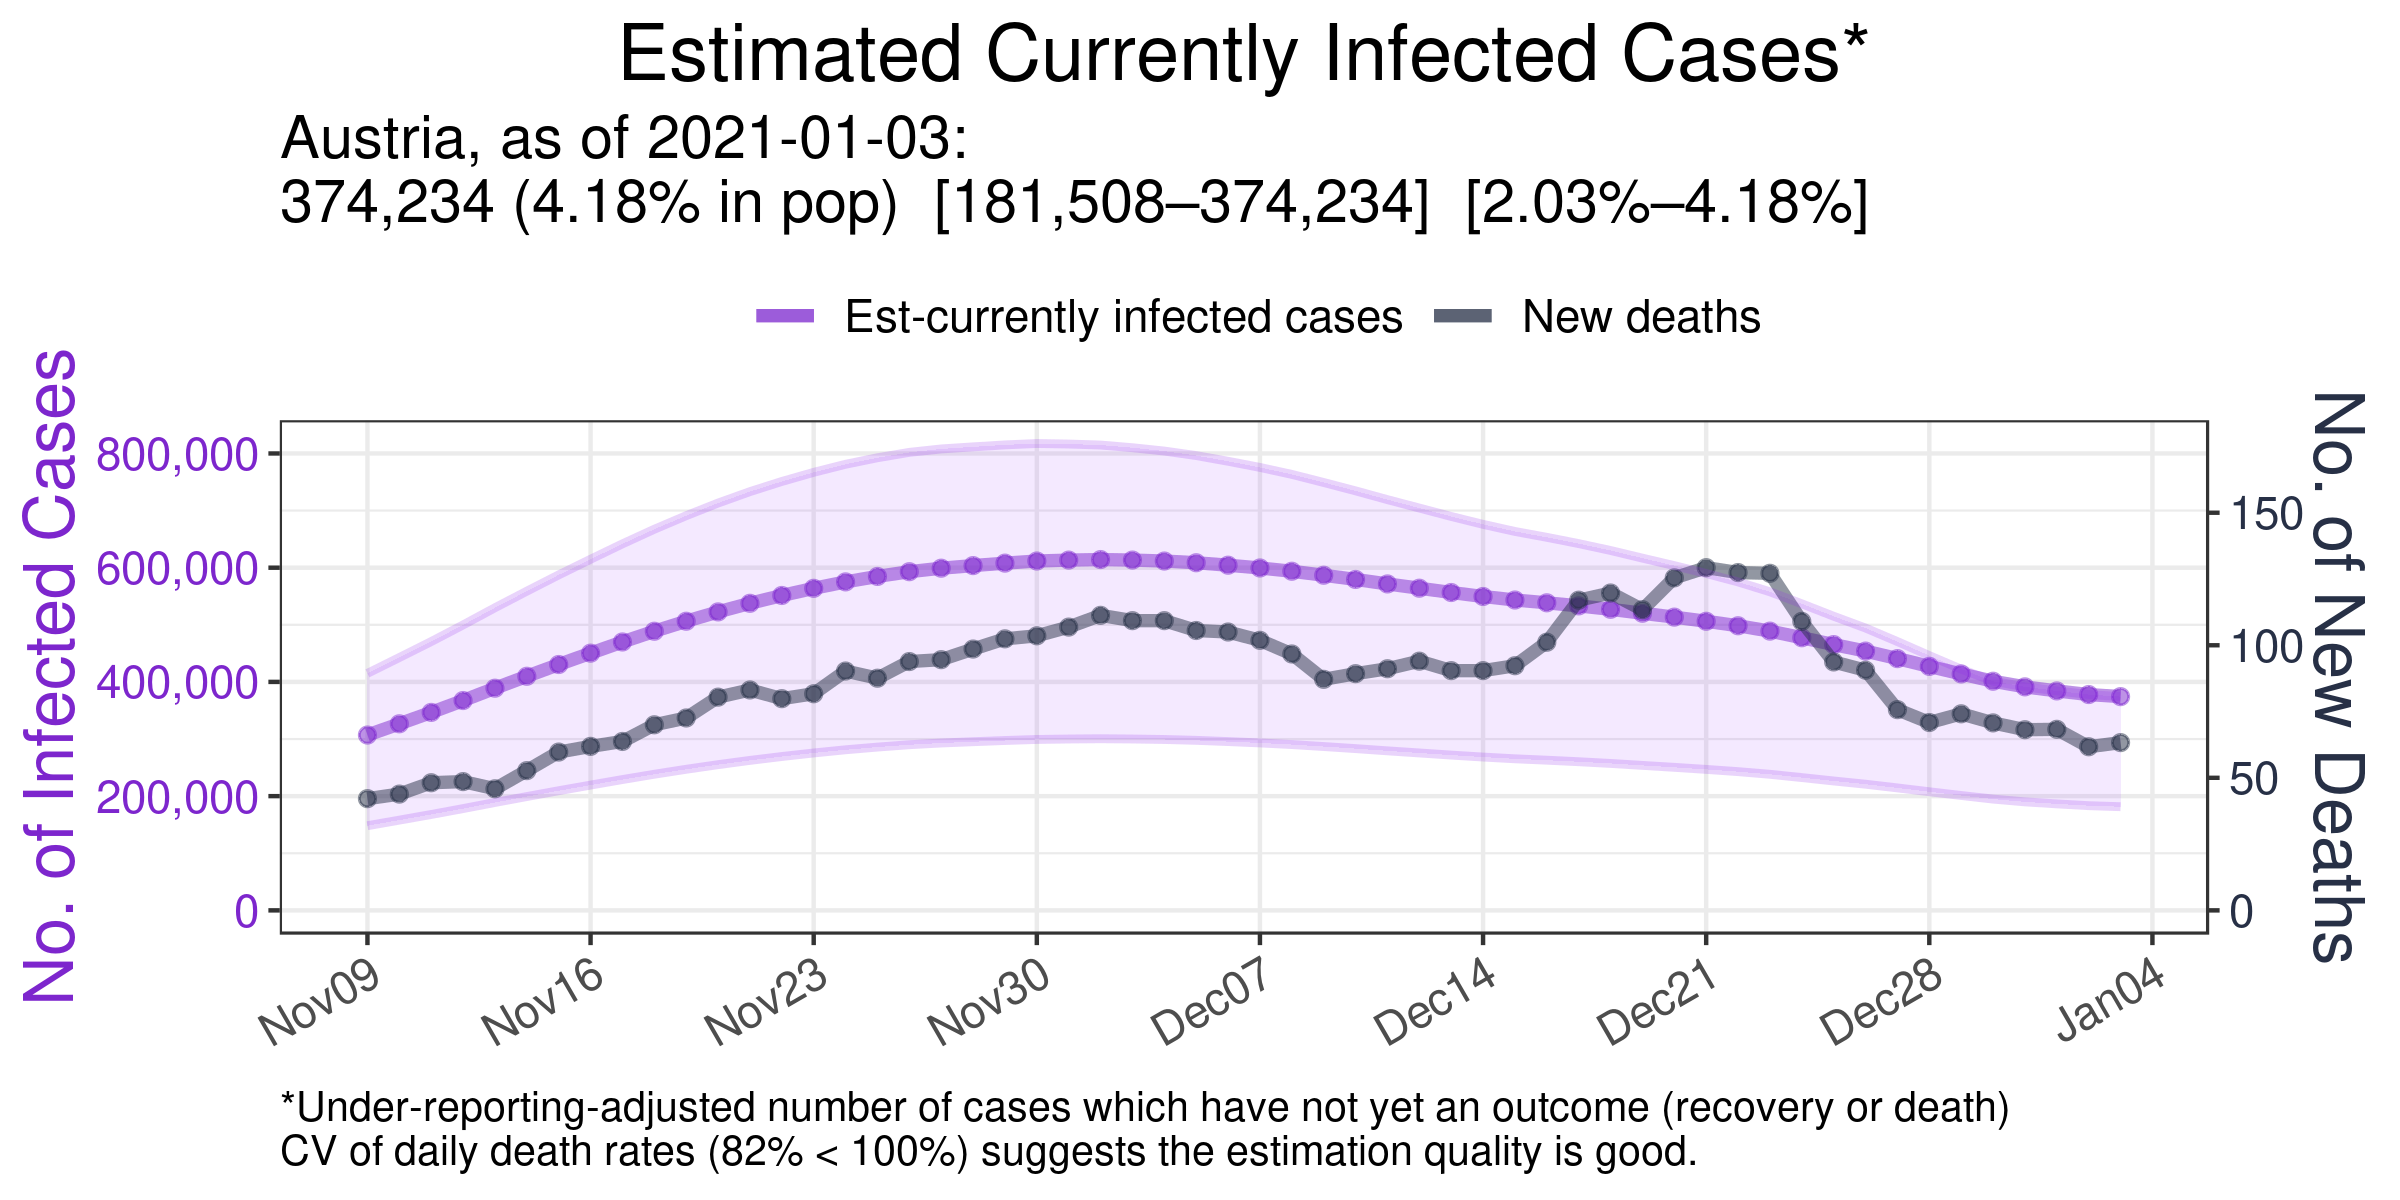 Estimated Currently Infected Cases*
Austria, as of 2021-01-03:
374,234 (4.18% in pop)  [181,508–374,234]  [2.03%–4.18%]
Est-currently infected cases
New deaths
No. of Infected Cases
800,000
600,000
400,000
200,000
0
150
100
50
0
No. of New Deaths
Nov09
Nov16
Nov23
Nov30
Dec07
Dec14
Dec21
Dec28
Jan04
*Under-reporting-adjusted number of cases which have not yet an outcome (recovery or death)
CV of daily death rates (82% < 100%) suggests the estimation quality is good.